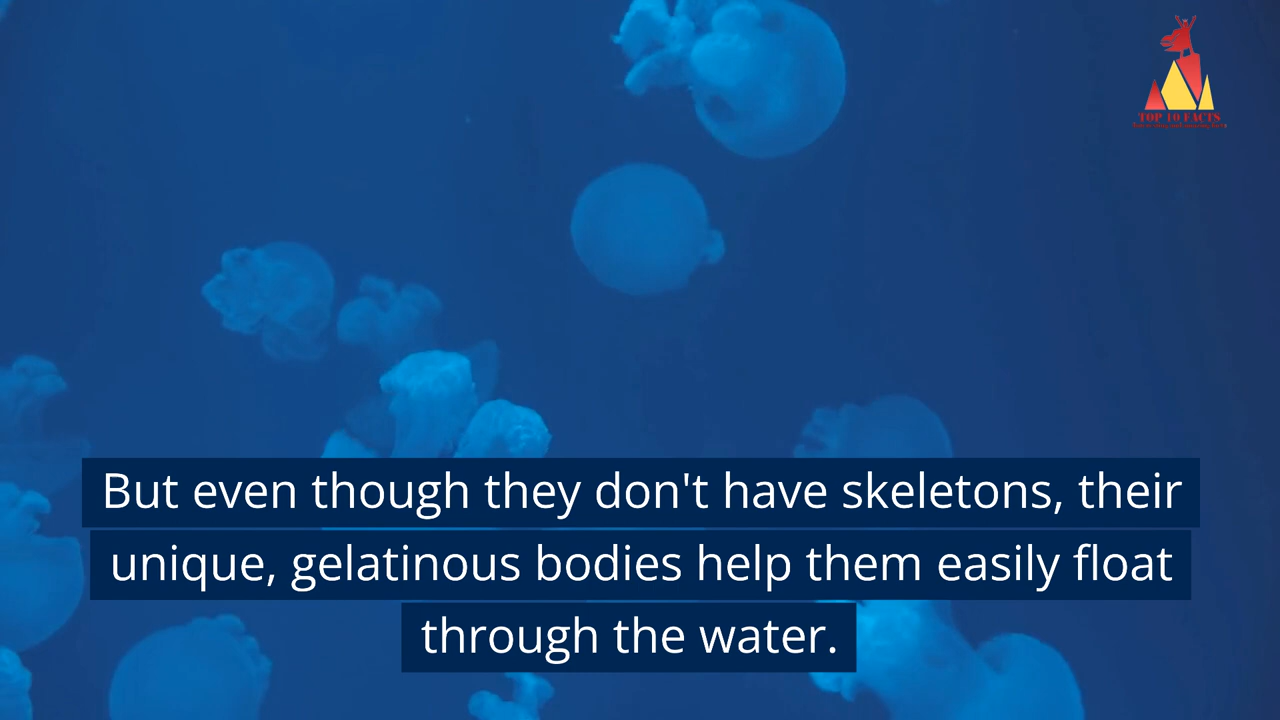 TOP 10 FACTS
But even though they don't have skeletons, their
unique, gelatinous bodies help them easily float
through the water.